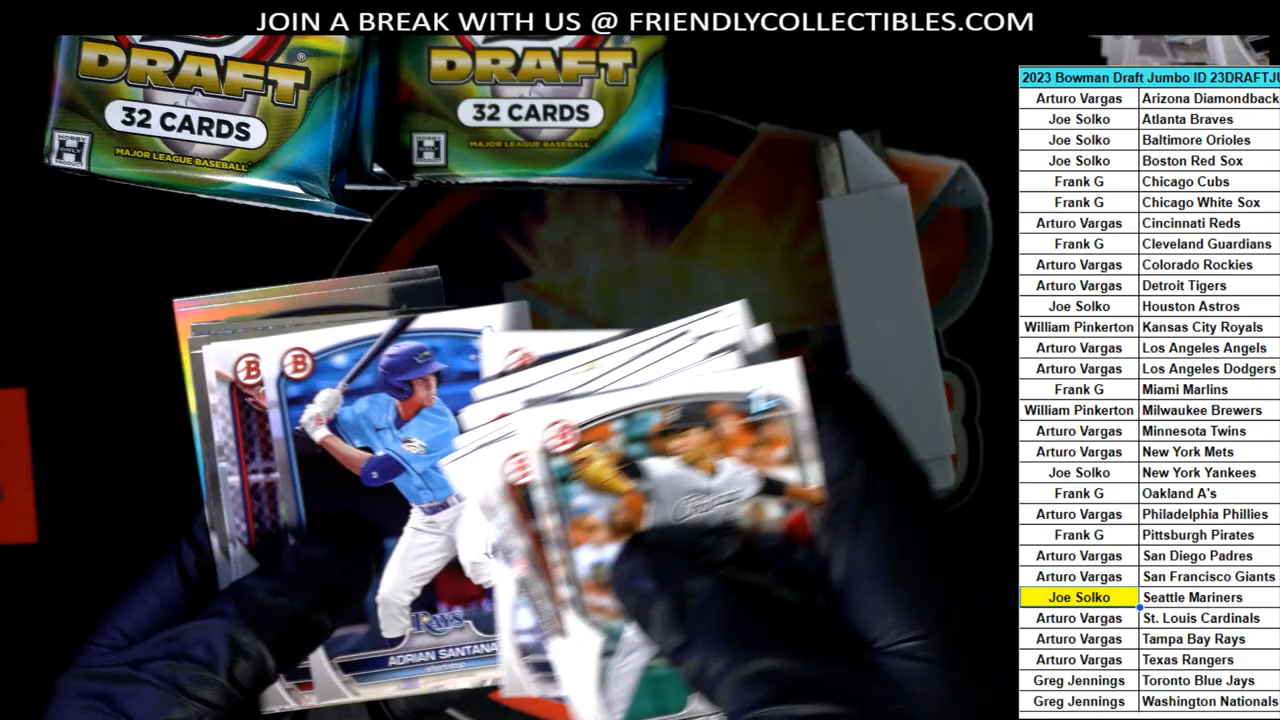 JOIN A BREAK WITH US @ FRIENDLYCOLLECTIBLES.COM
DRAFT
32 CARDS
HOBBY
H
ONLY
PRODUCT
MAJOR LEAGUE BASEBALL
DRAFT
32 CARDS
H
MAJOR LEAGUE BASEBALL
B
B
RAYS
ADRIAN SANTANA
2023 Bowman Draft Jumbo ID 23DRAFTJU
Arturo Vargas Arizona Diamondback
Joe Solko Atlanta Braves
Joe Solko Baltimore Orioles
Joe Solko Boston Red Sox
Frank G Chicago Cubs
Frank G Chicago White Sox
Arturo Vargas Cincinnati Reds
Frank G Cleveland Guardians
Arturo Vargas Colorado Rockies
Arturo Vargas Detroit Tigers
Joe Solko Houston Astros
William Pinkerton Kansas City Royals
Arturo Vargas Los Angeles Angels
Arturo Vargas Los Angeles Dodgers
Frank G Miami Marlins
William Pinkerton Milwaukee Brewers
Arturo Vargas Minnesota Twins
Arturo Vargas New York Mets
Joe Solko New York Yankees
Frank G Oakland A's
Arturo Vargas Philadelphia Phillies
Frank G Pittsburgh Pirates
Arturo Vargas San Diego Padres
Arturo Vargas San Francisco Giants
Joe Solko Seattle Mariners
Arturo Vargas St. Louis Cardinals
Arturo Vargas Tampa Bay Rays
Arturo Vargas Texas Rangers
Greg Jennings Toronto Blue Jays
Greg Jennings Washington Nationals